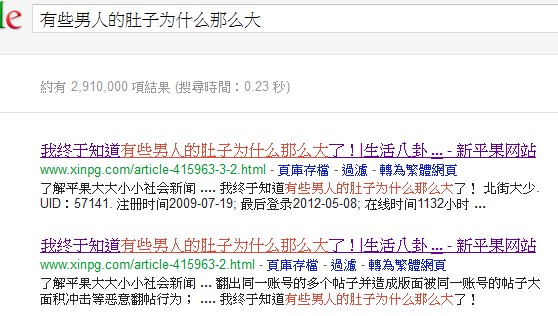 le 有些男人的肚子为什么那么大
約有 2,910,000 項結果 (搜尋時間：0.23 秒)
我终于知道有些男人的肚子为什么那么大了！|生活八卦 ... - 新平果网站
www.xinpg.com/article-415963-3-2.html - 頁庫存檔 - 過濾 - 轉為繁體網頁
了解平果大大小小社会新闻 .... 我终于知道有些男人的肚子为什么那么大了！ 北街大少.
UID：57141. 注册时间2009-07-19; 最后登录2012-05-08; 在线时间1132小时 ...
我终于知道有些男人的肚子为什么那么大了！|生活八卦 ... - 新平果网站
www.xinpg.com/article-415963-2.html - 頁庫存檔 - 過濾 - 轉為繁體網頁
了解平果大大小小社会新闻 ... 翻出同一账号的多个帖子并造成版面被同一账号的帖子大
面积冲击等恶意翻帖行为； .... 我终于知道有些男人的肚子为什么那么大了！